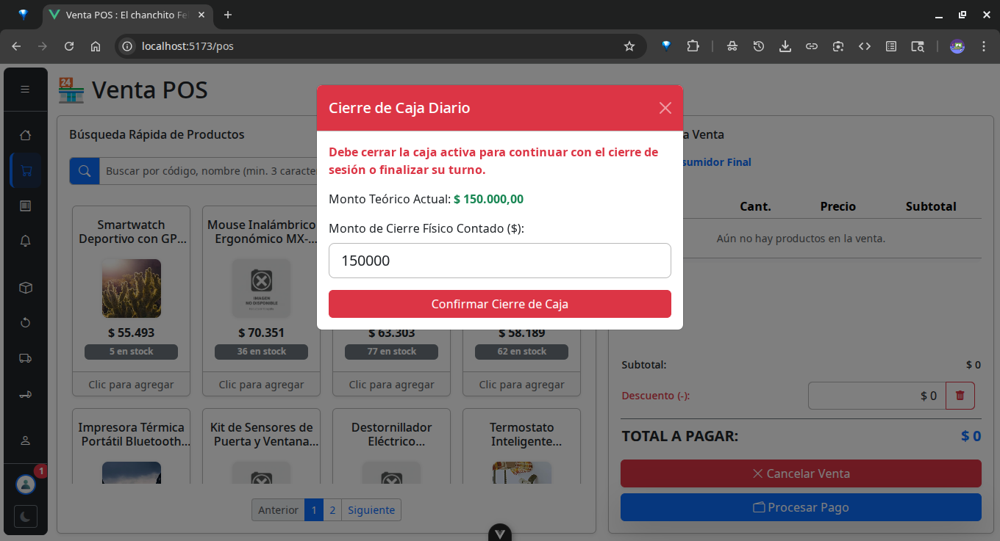 Venta POS : El chanchito Fe
localhost:5173/pos
24
Venta POS
Búsqueda Rápida de Productos
Buscar por código, nombre (min. 3 caracte
Smartwatch
Deportivo con GP...
$ 55.493
5 en stock
Clic para agregar
Mouse Inalámbrico
Ergonómico MX-...
IMAGEN
NO DISPONIBLE
$ 70.351
36 en stock
Clic para agregar
$ 63.303
77 en stock
Clic para agregar
$ 58.189
62 en stock
Clic para agregar
Impresora Térmica
Portátil Bluetooth...
Kit de Sensores de
Puerta y Ventana...
Destornillador
Eléctrico...
Termostato
Inteligente...
Anterior
1
2
Siguiente
Cierre de Caja Diario
Debe cerrar la caja activa para continuar con el cierre de
sesión o finalizar su turno.
Monto Teórico Actual: $ 150.000,00
Monto de Cierre Físico Contado ($):
150000
Confirmar Cierre de Caja
a Venta
sumidor Final
Cant.
Precio
Subtotal
Aún no hay productos en la venta.
Subtotal:
$ 0
Descuento (-):
$ 0
TOTAL A PAGAR:
$ 0
Cancelar Venta
Procesar Pago
1